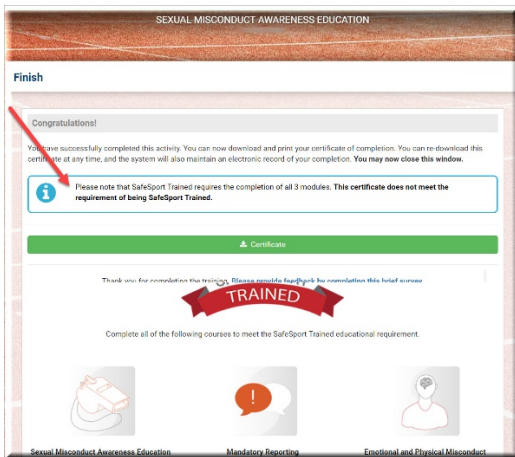 SEXUAL MISCONDUCT AWARENESS EDUCATION
Finish
Congratulations!
You have successfully completed this activity. You can now download and print your certificate of completion. You can re-download this
certificate at any time, and the system will also maintain an electronic record of your completion. You may now close this window.
Please note that SafeSport Trained requires the completion of all 3 modules. This certificate does not meet the
requirement of being SafeSport Trained.
Certificate
Thank you for completing the training. Please provide feedback by completing this brief survey
TRAINED
Complete all of the following courses to meet the SafeSport Trained educational requirement.
Sexual Misconduct Awareness Education
Mandatory Reporting
Emotional and Physical Misconduct